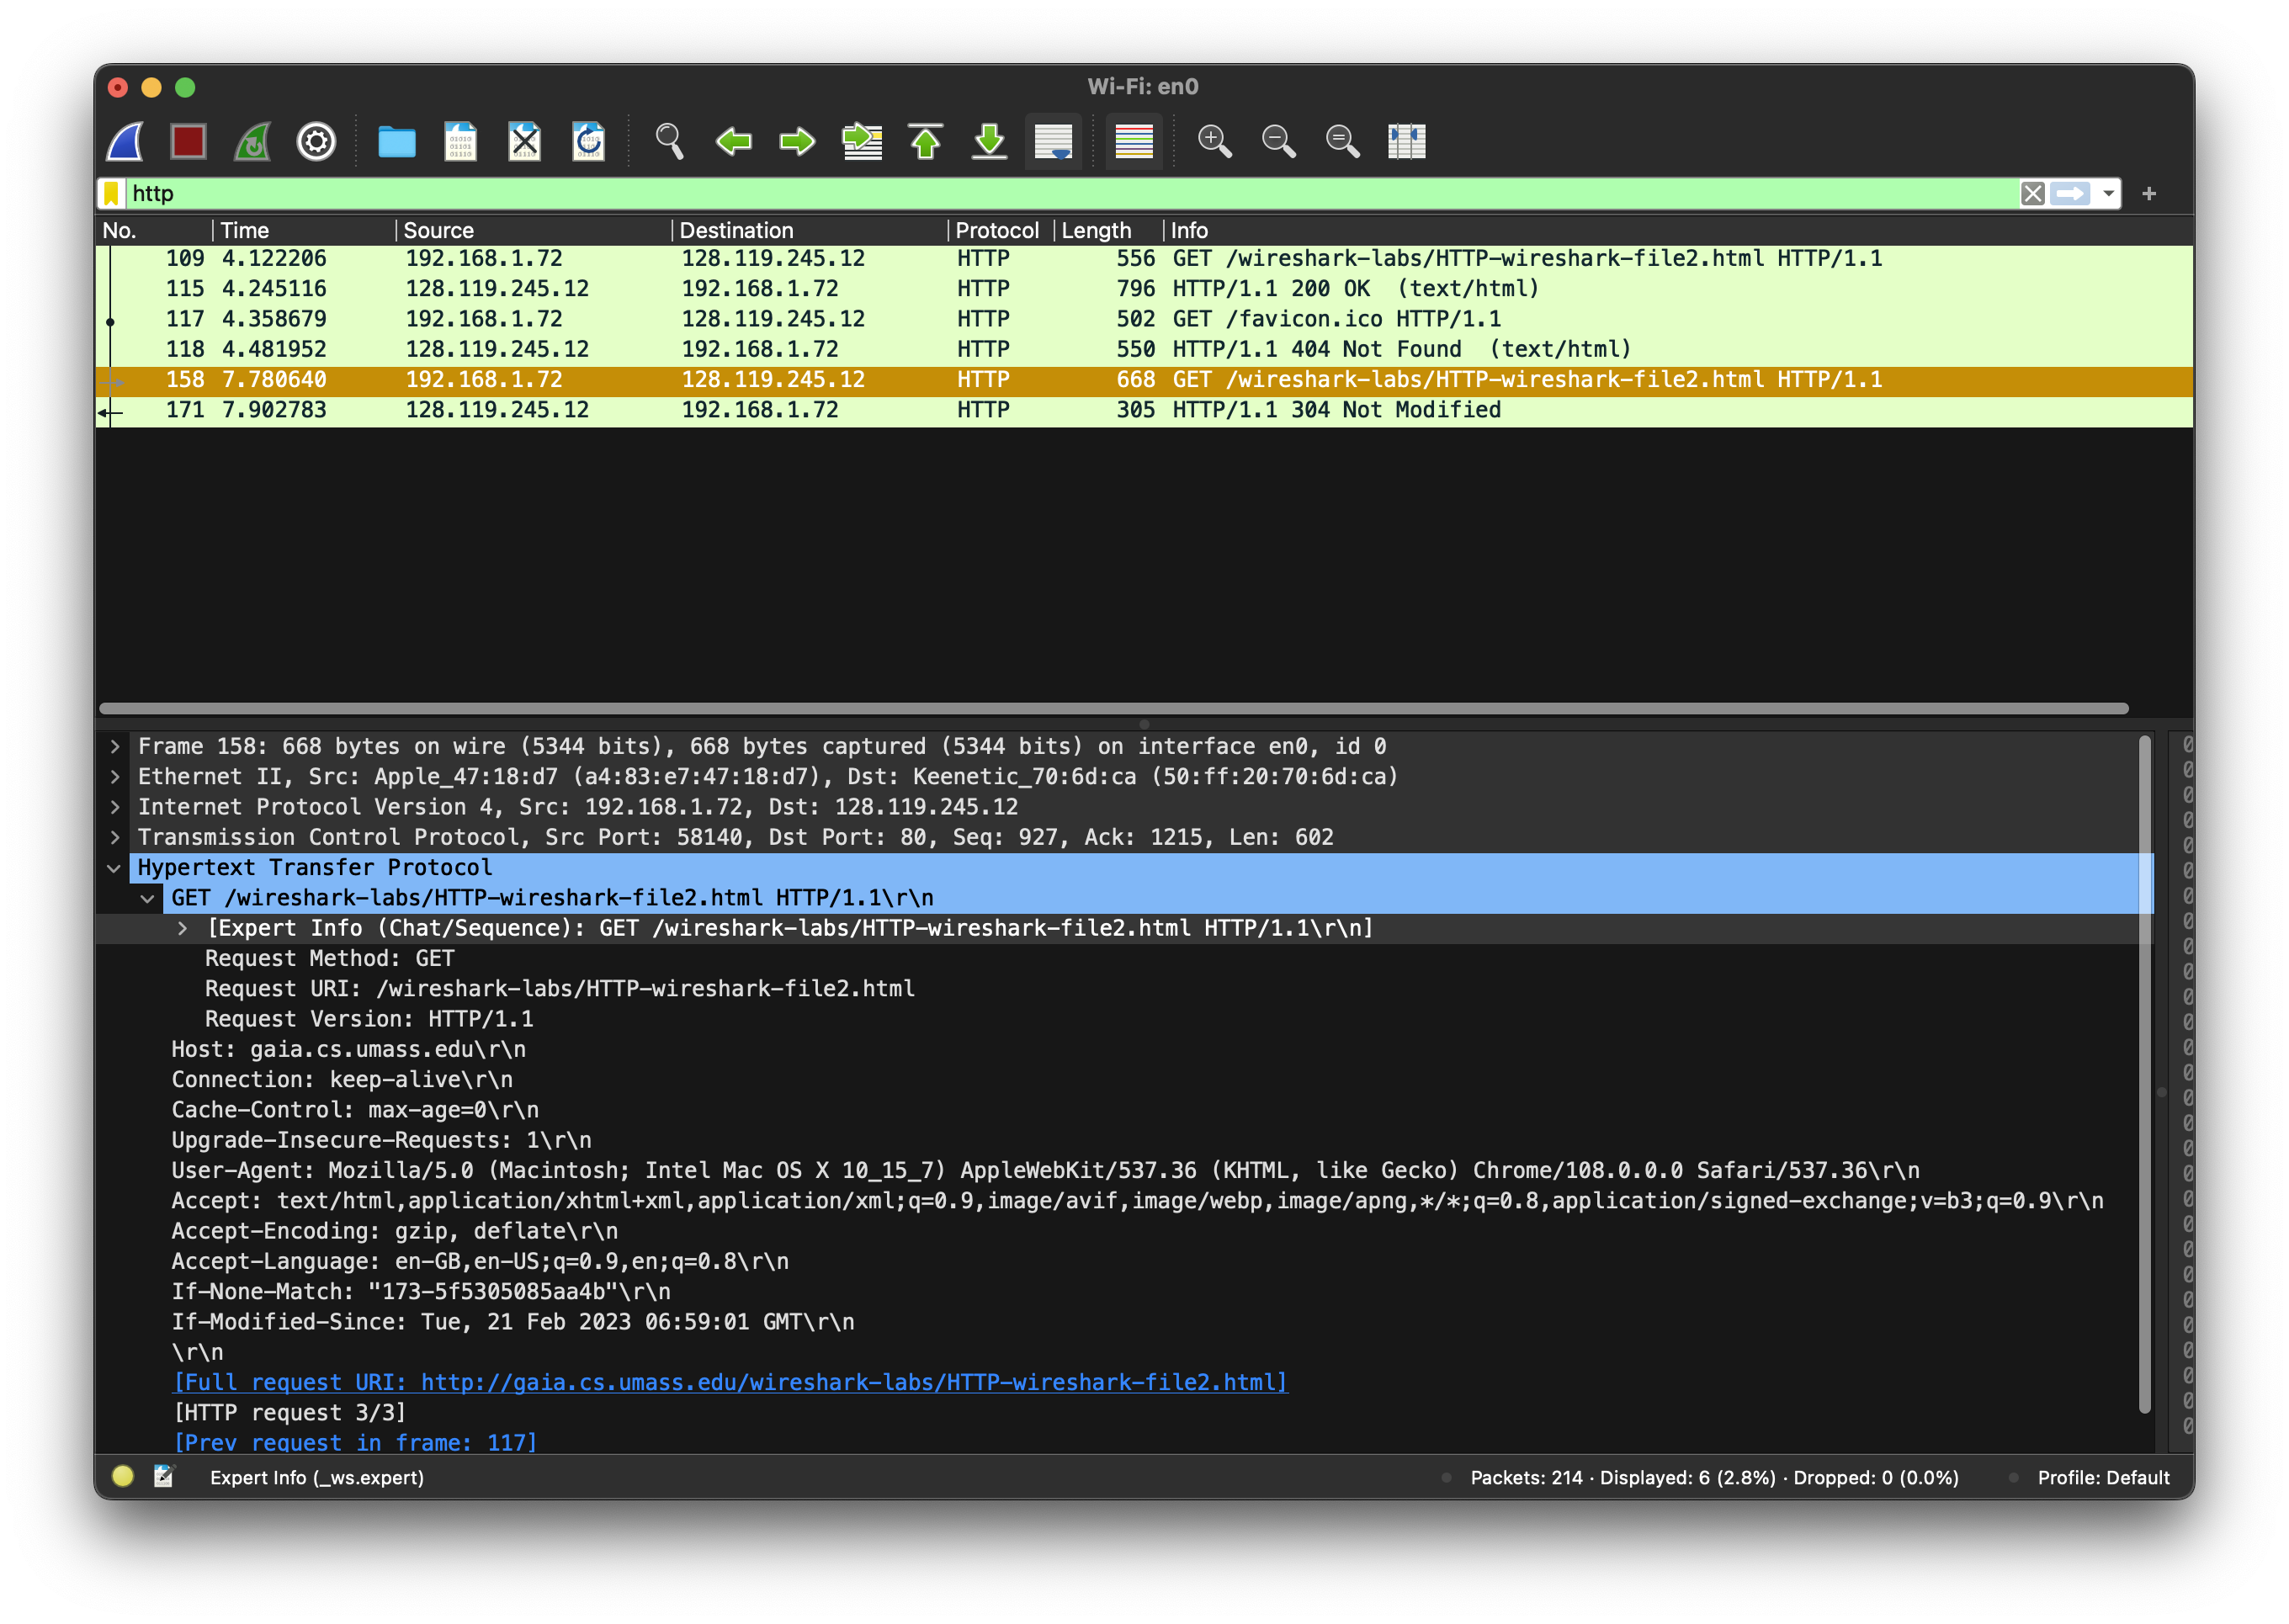 Wi-Fi: en0
http
No. Time Source Destination Protocol Length Info
109 4.122206 192.168.1.72 128.119.245.12 HTTP 556 GET /wireshark-labs/HTTP-wireshark-file2.html HTTP/1.1
115 4.245116 128.119.245.12 192.168.1.72 HTTP 796 HTTP/1.1 200 OK  (text/html)
117 4.358679 192.168.1.72 128.119.245.12 HTTP 502 GET /favicon.ico HTTP/1.1
118 4.481952 128.119.245.12 192.168.1.72 HTTP 550 HTTP/1.1 404 Not Found  (text/html)
158 7.780640 192.168.1.72 128.119.245.12 HTTP 668 GET /wireshark-labs/HTTP-wireshark-file2.html HTTP/1.1
171 7.902783 128.119.245.12 192.168.1.72 HTTP 305 HTTP/1.1 304 Not Modified
Frame 158: 668 bytes on wire (5344 bits), 668 bytes captured (5344 bits) on interface en0, id 0
Ethernet II, Src: Apple_47:18:d7 (a4:83:e7:47:18:d7), Dst: Keenetic_70:6d:ca (50:ff:20:70:6d:ca)
Internet Protocol Version 4, Src: 192.168.1.72, Dst: 128.119.245.12
Transmission Control Protocol, Src Port: 58140, Dst Port: 80, Seq: 927, Ack: 1215, Len: 602
Hypertext Transfer Protocol
GET /wireshark-labs/HTTP-wireshark-file2.html HTTP/1.1\r\n
[Expert Info (Chat/Sequence): GET /wireshark-labs/HTTP-wireshark-file2.html HTTP/1.1\r\n]
Request Method: GET
Request URI: /wireshark-labs/HTTP-wireshark-file2.html
Request Version: HTTP/1.1
Host: gaia.cs.umass.edu\r\n
Connection: keep-alive\r\n
Cache-Control: max-age=0\r\n
Upgrade-Insecure-Requests: 1\r\n
User-Agent: Mozilla/5.0 (Macintosh; Intel Mac OS X 10_15_7) AppleWebKit/537.36 (KHTML, like Gecko) Chrome/108.0.0.0 Safari/537.36\r\n
Accept: text/html,application/xhtml+xml,application/xml;q=0.9,image/avif,image/webp,image/apng,*/*;q=0.8,application/signed-exchange;v=b3;q=0.9\r\n
Accept-Encoding: gzip, deflate\r\n
Accept-Language: en-GB,en-US;q=0.9,en;q=0.8\r\n
If-None-Match: "173-5f5305085aa4b"\r\n
If-Modified-Since: Tue, 21 Feb 2023 06:59:01 GMT\r\n
\r\n
[Full request URI: http://gaia.cs.umass.edu/wireshark-labs/HTTP-wireshark-file2.html]
[HTTP request 3/3]
[Prev request in frame: 117]
Expert Info (_ws.expert) Packets: 214 · Displayed: 6 (2.8%) · Dropped: 0 (0.0%) Profile: Default